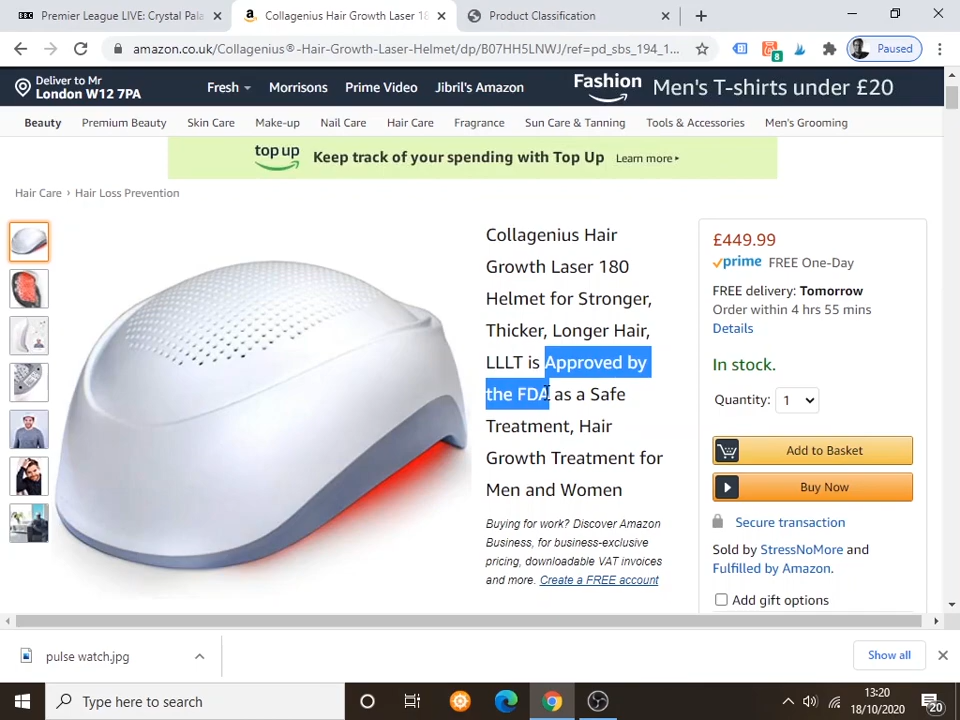 BBC Premier League LIVE: Crystal Pala
Collagenius Hair Growth Laser 18
Product Classification
amazon.co.uk/Collagenius®-Hair-Growth-Laser-Helmet/dp/B07HH5LNWJ/ref=pd_sbs_194_1...
8
Paused
Deliver to Mr
London W12 7PA
Fresh
Morrisons
Prime Video
Jibril's Amazon
Fashion
Men's T-shirts under £20
Beauty
Premium Beauty
Skin Care
Make-up
Nail Care
Hair Care
Fragrance
Sun Care & Tanning
Tools & Accessories
Men's Grooming
top up
Keep track of your spending with Top Up
Learn more
Hair Care › Hair Loss Prevention
Collagenius Hair
Growth Laser 180
Helmet for Stronger,
Thicker, Longer Hair,
LLLT is Approved by
the FDA as a Safe
Treatment, Hair
Growth Treatment for
Men and Women
Buying for work? Discover Amazon
Business, for business-exclusive
pricing, downloadable VAT invoices
and more. Create a FREE account
£449.99
prime FREE One-Day
FREE delivery: Tomorrow
Order within 4 hrs 55 mins
Details
In stock.
Quantity: 1
Add to Basket
Buy Now
Secure transaction
Sold by StressNoMore and
Fulfilled by Amazon.
Add gift options
pulse watch.jpg
Show all
Type here to search
13:20
18/10/2020
20